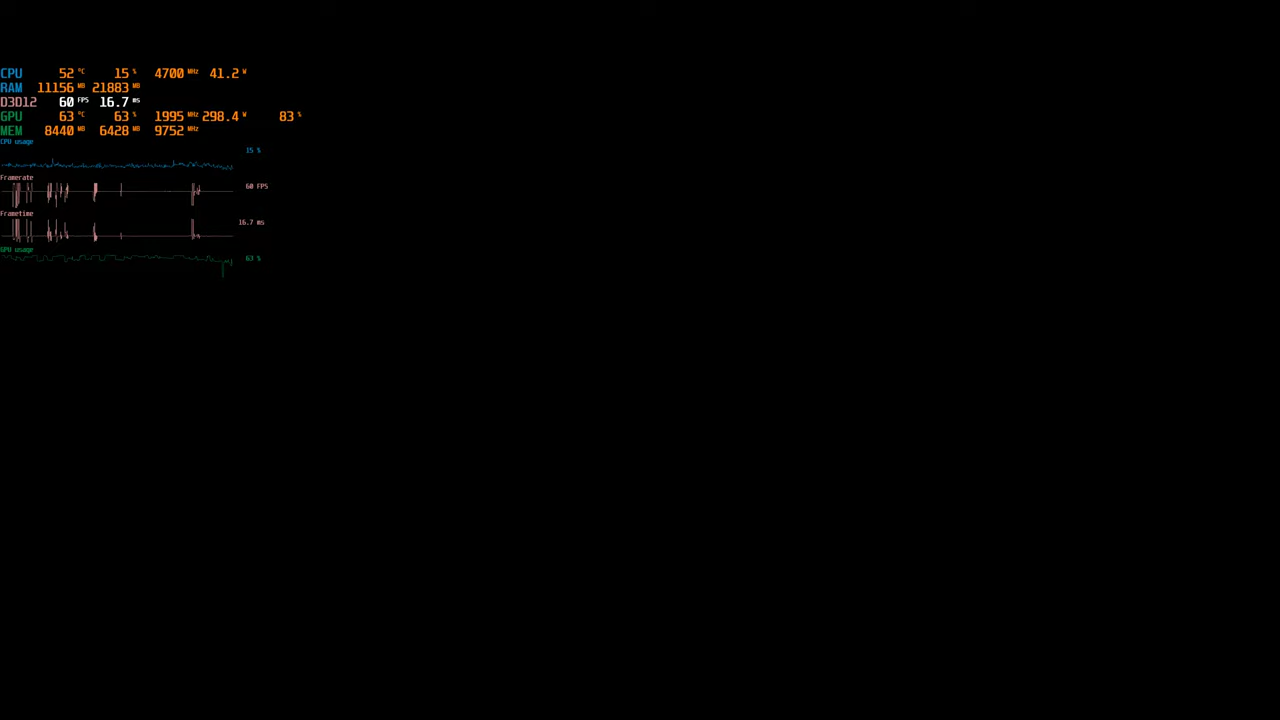 CPU 52 °C 15 % 4700 MHz 41.2 W
RAM 11156 MB 21883 MB
D3D12 60 FPS 16.7 ms
GPU 63 °C 63 % 1995 MHz 298.4 W 83 %
MEM 8440 MB 6428 MB 9752 MHz
CPU usage
15 %
Framerate
60 FPS
Frametime
16.7 ms
GPU usage
63 %